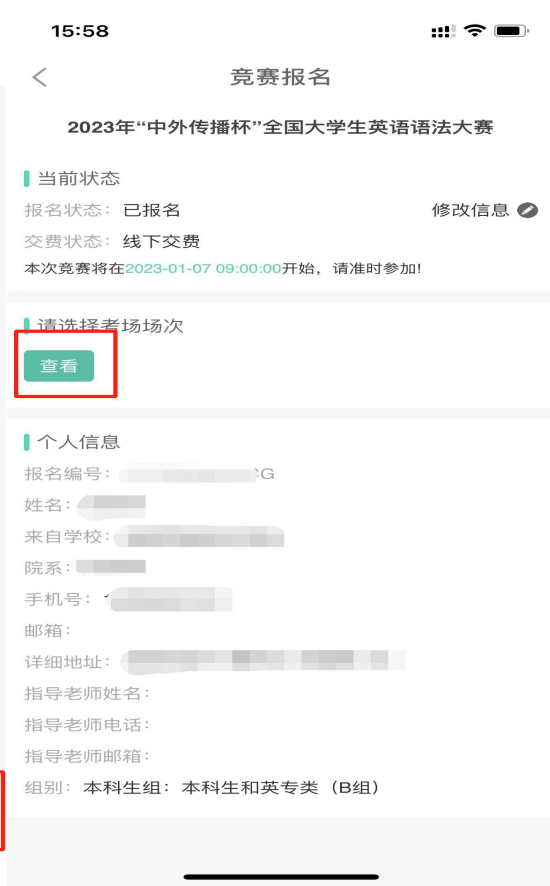 15:58
竞赛报名
2023年“中外传播杯”全国大学生英语语法大赛
当前状态
报名状态：已报名 修改信息
交费状态：线下交费
本次竞赛将在2023-01-07 09:00:00开始，请准时参加!
请选择考场场次
查看
个人信息
报名编号： G
姓名：
来自学校：
院系：
手机号：
邮箱：
详细地址：
指导老师姓名：
指导老师电话：
指导老师邮箱：
组别：本科生组：本科生和英专类（B组）